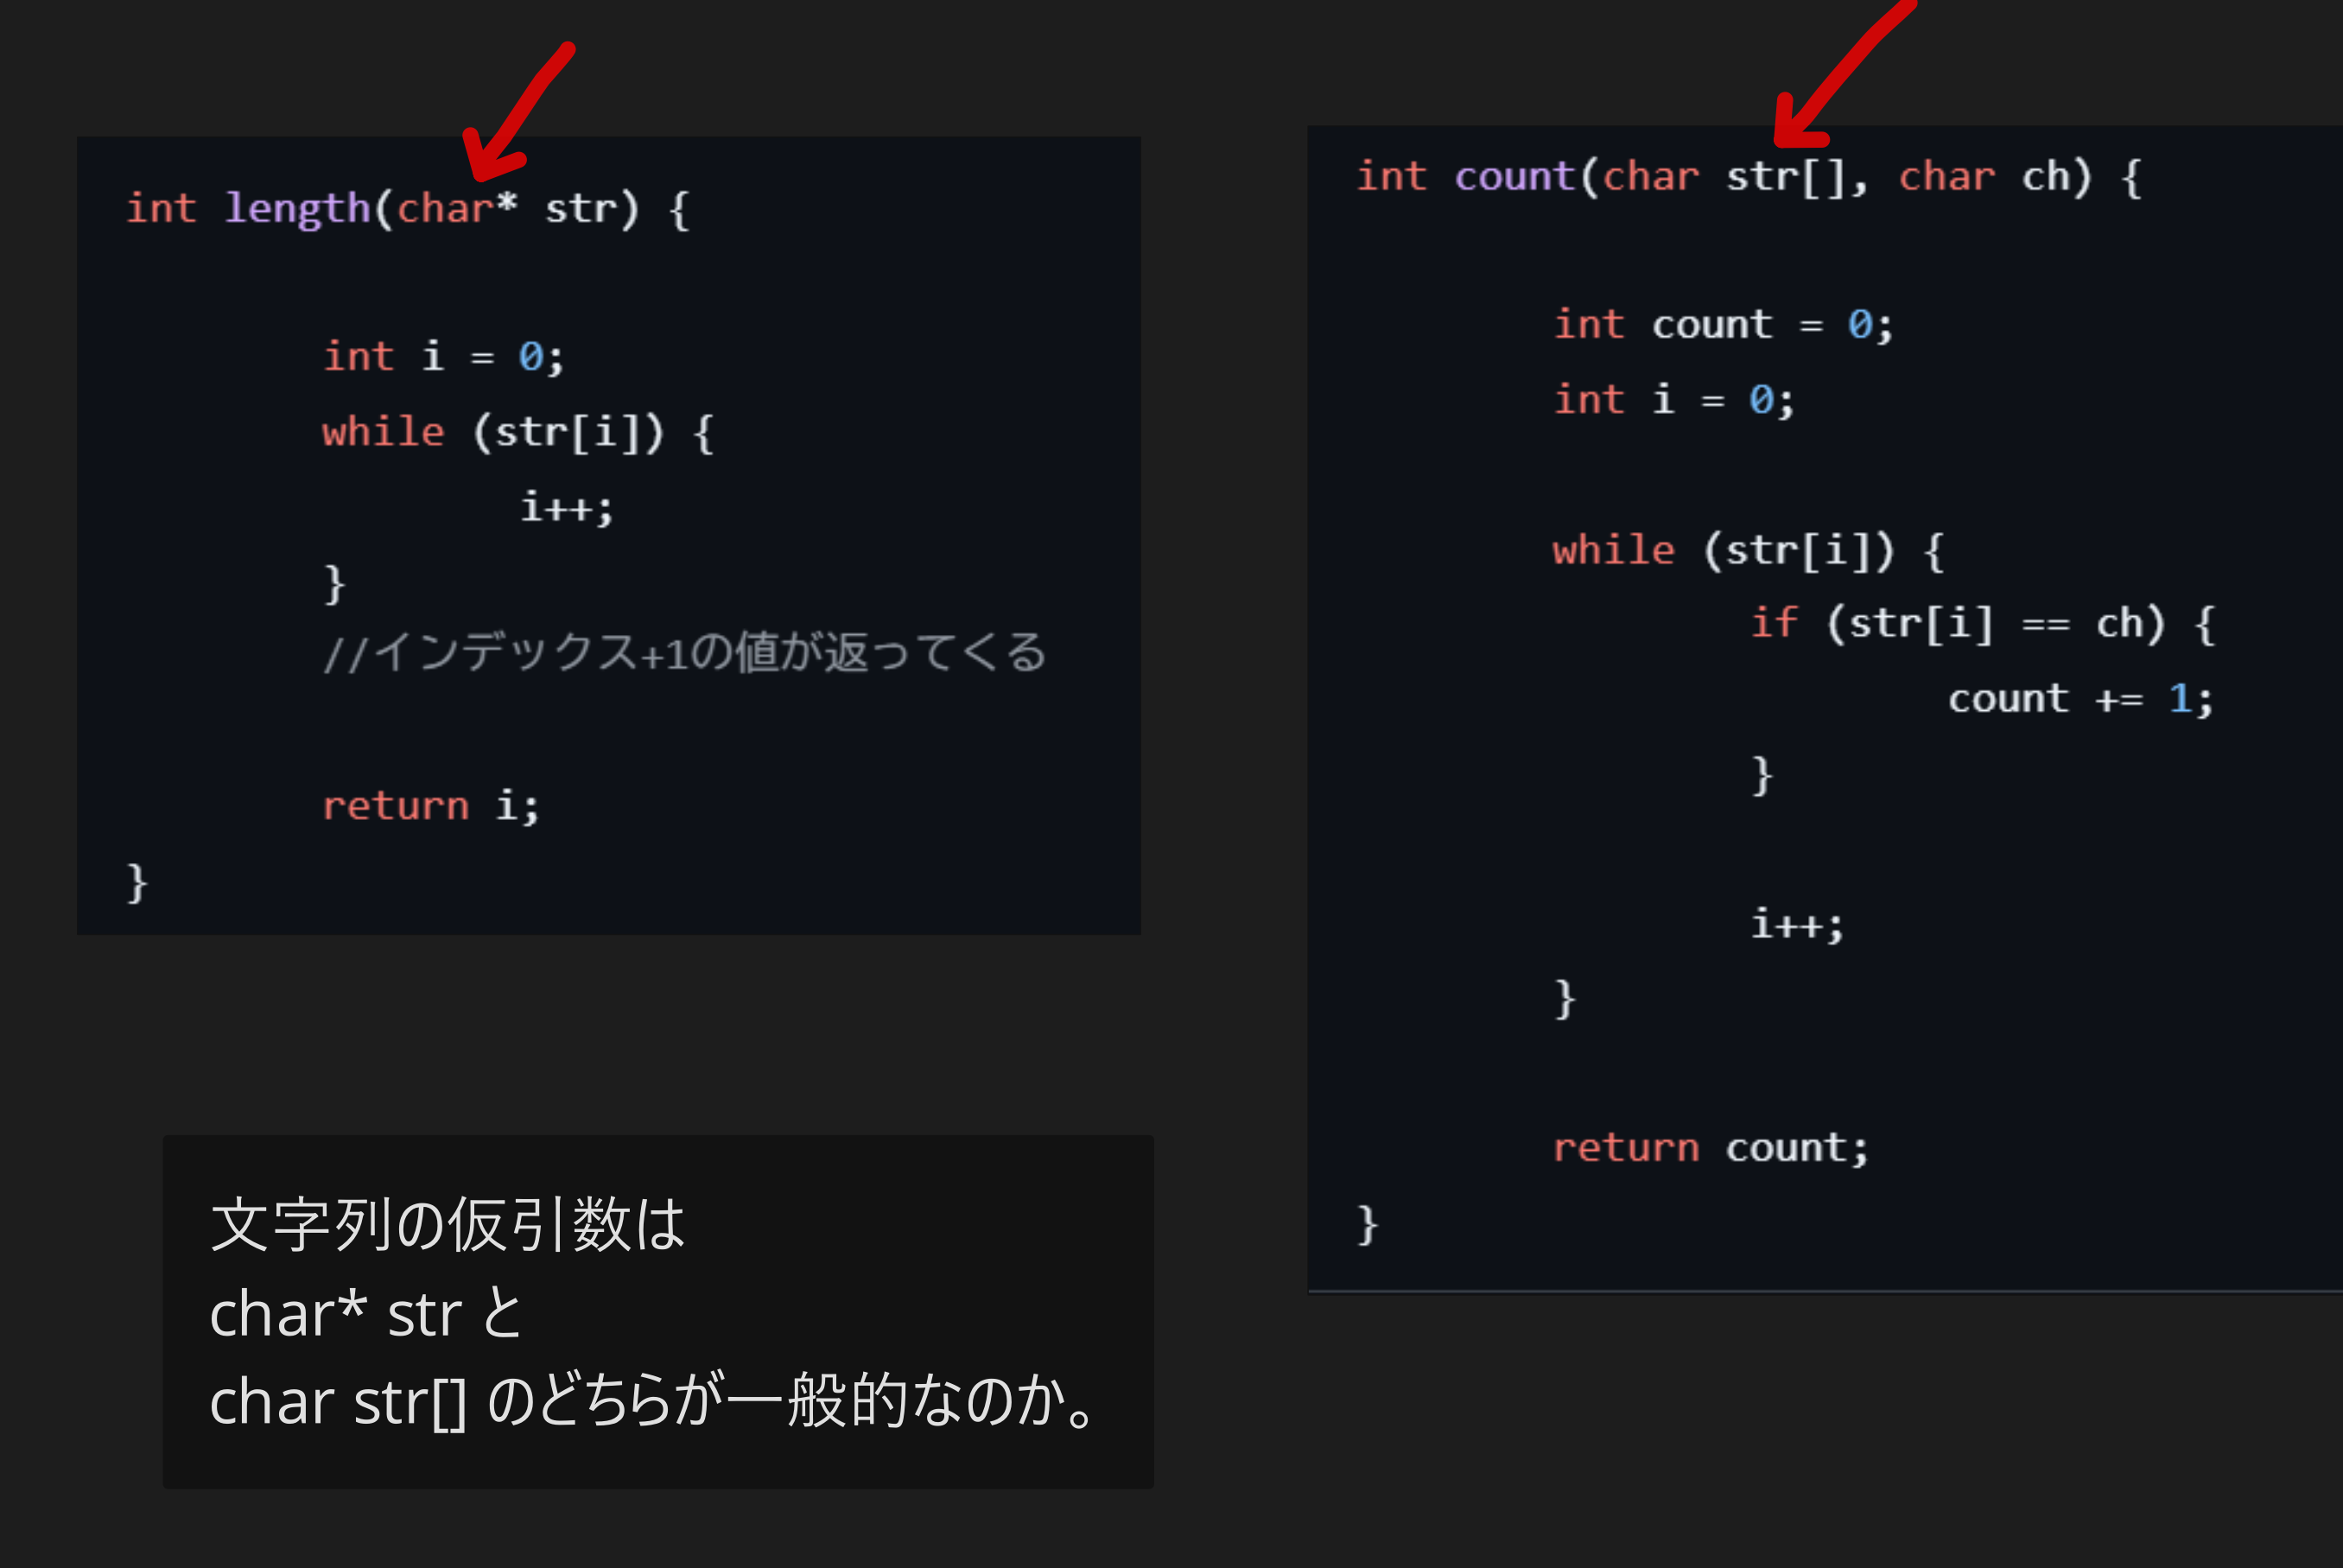 int length(char* str) {
int i = 0;
while (str[i]) {
i++;
}
//インデックス+1の値が返ってくる
return i;
}
int count(char str[], char ch) {
int count = 0;
int i = 0;
while (str[i]) {
if (str[i] == ch) {
count += 1;
}
i++;
}
return count;
}
文字列の仮引数は
char* str と
char str[] のどちらが一般的なのか。